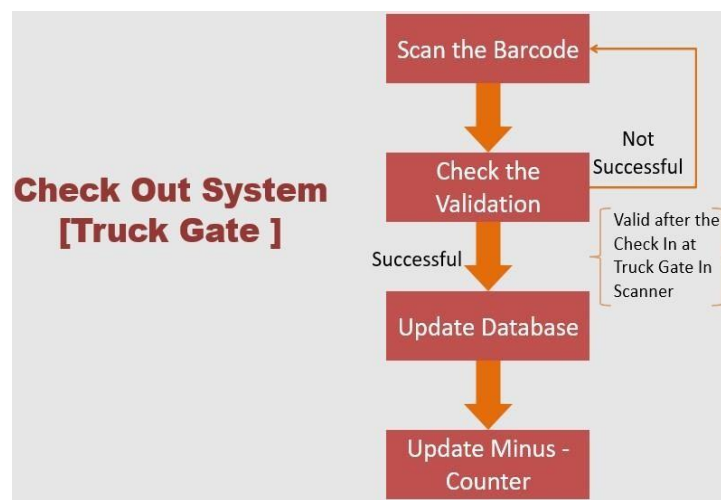 Scan the Barcode
Not
Successful
Check the
Validation
Check Out System
[Truck Gate ]
Valid after the
Check In at
Truck Gate In
Scanner
Successful
Update Database
Update Minus -
Counter